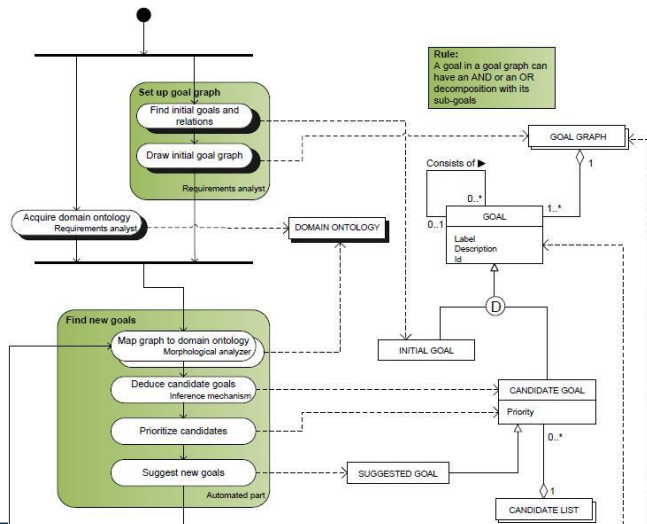 Rule:
A goal in a goal graph can
have an AND or an OR
decomposition with its
sub-goals
Set up goal graph
Find initial goals and
relations
Draw initial goal graph
Requirements analyst
GOAL GRAPH
1
Consists of ▶
0..*
0..1
1..*
GOAL
Label
Description
Id
Acquire domain ontology
Requirements analyst
DOMAIN ONTOLOGY
D
Find new goals
Map graph to domain ontology
Morphological analyzer
INITIAL GOAL
Deduce candidate goals
Inference mechanism
CANDIDATE GOAL
Priority
Prioritize candidates
0..*
Suggest new goals
SUGGESTED GOAL
Automated part
1
CANDIDATE LIST